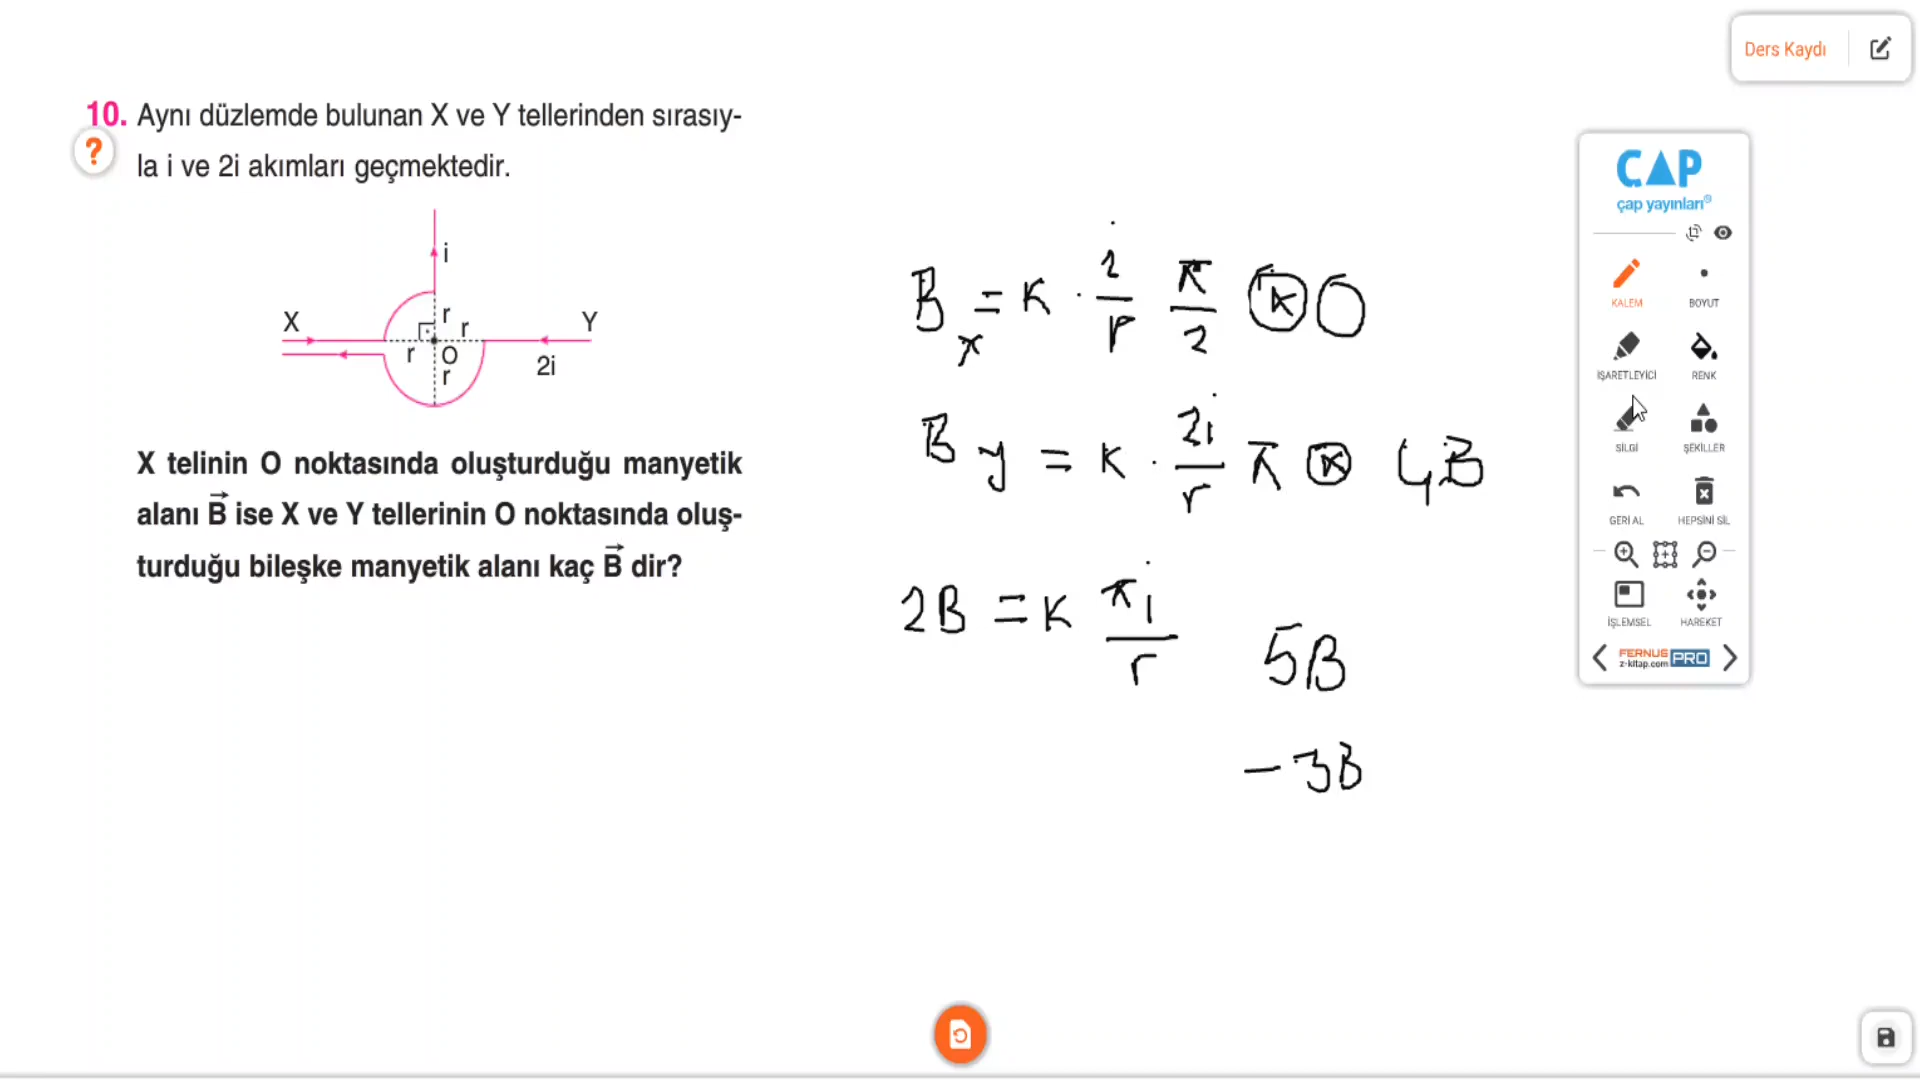 Ders Kaydı
10. Aynı düzlemde bulunan X ve Y tellerinden sırasıy-
la i ve 2i akımları geçmektedir.
?
i
X
r
r
Y
r
O
r
2i
X telinin O noktasında oluşturduğu manyetik
alanı B⃗ ise X ve Y tellerinin O noktasında oluş-
turduğu bileşke manyetik alanı kaç B⃗ dir?
B x = K · i/r π/2
B y = K · 2i/r π ⊗ 4B
2B = K πi/r
5B
-3B
ÇAP
çap yayınları®
KALEM
BOYUT
İŞARETLEYİCİ
RENK
SİLGİ
ŞEKİLLER
GERİ AL
HEPSİNİ SİL
İŞLEMSEL
HAREKET
FERNUS
z-kitap.com PRO